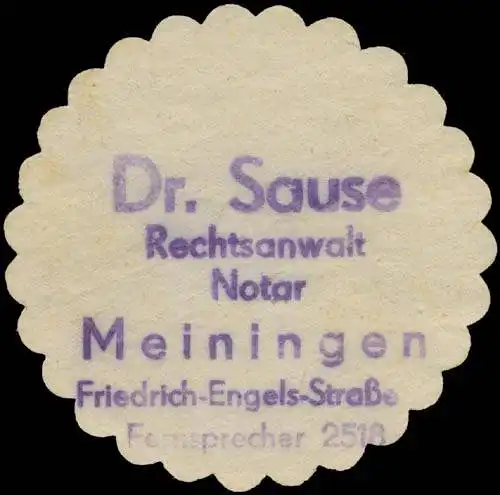 Dr. Sause
Rechtsanwalt
Notar
Meiningen
Friedrich-Engels-Straße
Fernsprecher 2518